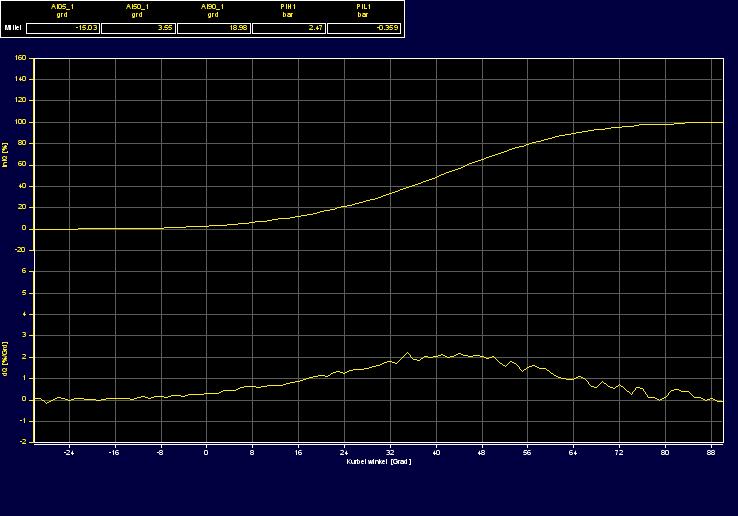 AI05_1 AI50_1 AI90_1 PIH1 PIL1
grd grd grd bar bar
Mittel -15.03 3.55 18.98 2.47 -0.359
160
140
120
100
80
60
40
20
0
-20
IntQ [%]
6
5
4
3
2
1
0
-1
-2
dQ [%/Grd]
-24 -16 -8 0 8 16 24 32 40 48 56 64 72 80 88
Kurbelwinkel [Grad]